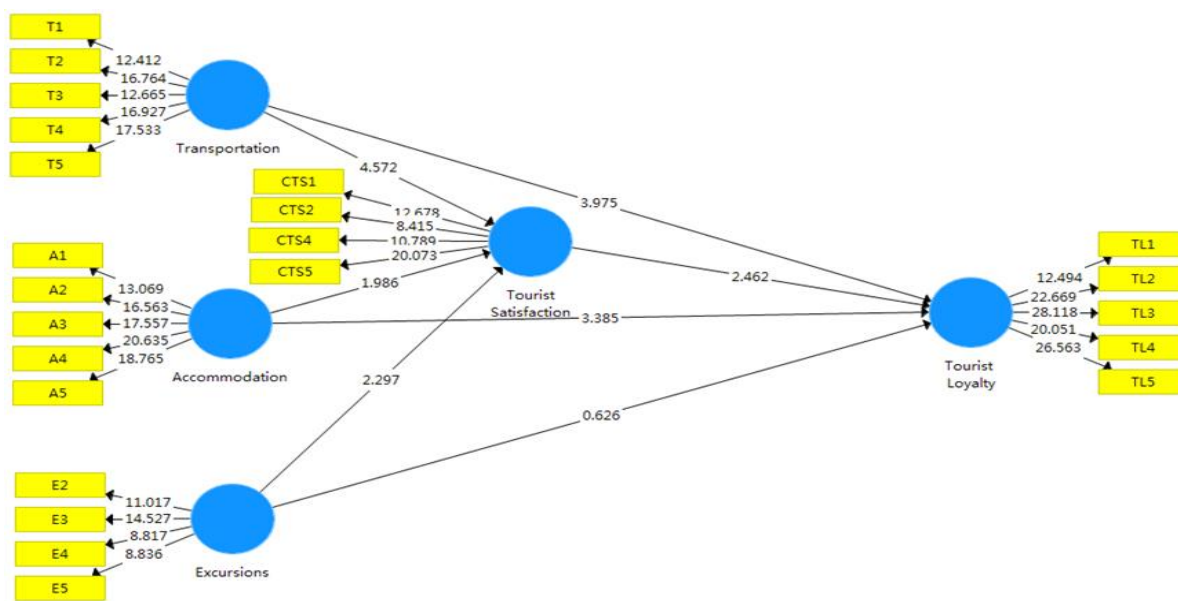 T1
T2
T3
T4
T5
12.412
16.764
12.665
16.927
17.533
Transportation
4.572
3.975
CTS1
CTS2
CTS4
CTS5
12.678
8.415
10.789
20.073
Tourist
Satisfaction
A1
A2
A3
A4
A5
13.069
16.563
17.557
20.635
18.765
Accommodation
1.986
2.462
3.385
TL1
TL2
TL3
TL4
TL5
12.494
22.669
28.118
20.051
26.563
Tourist
Loyalty
2.297
0.626
E2
E3
E4
E5
11.017
14.527
8.817
8.836
Excursions